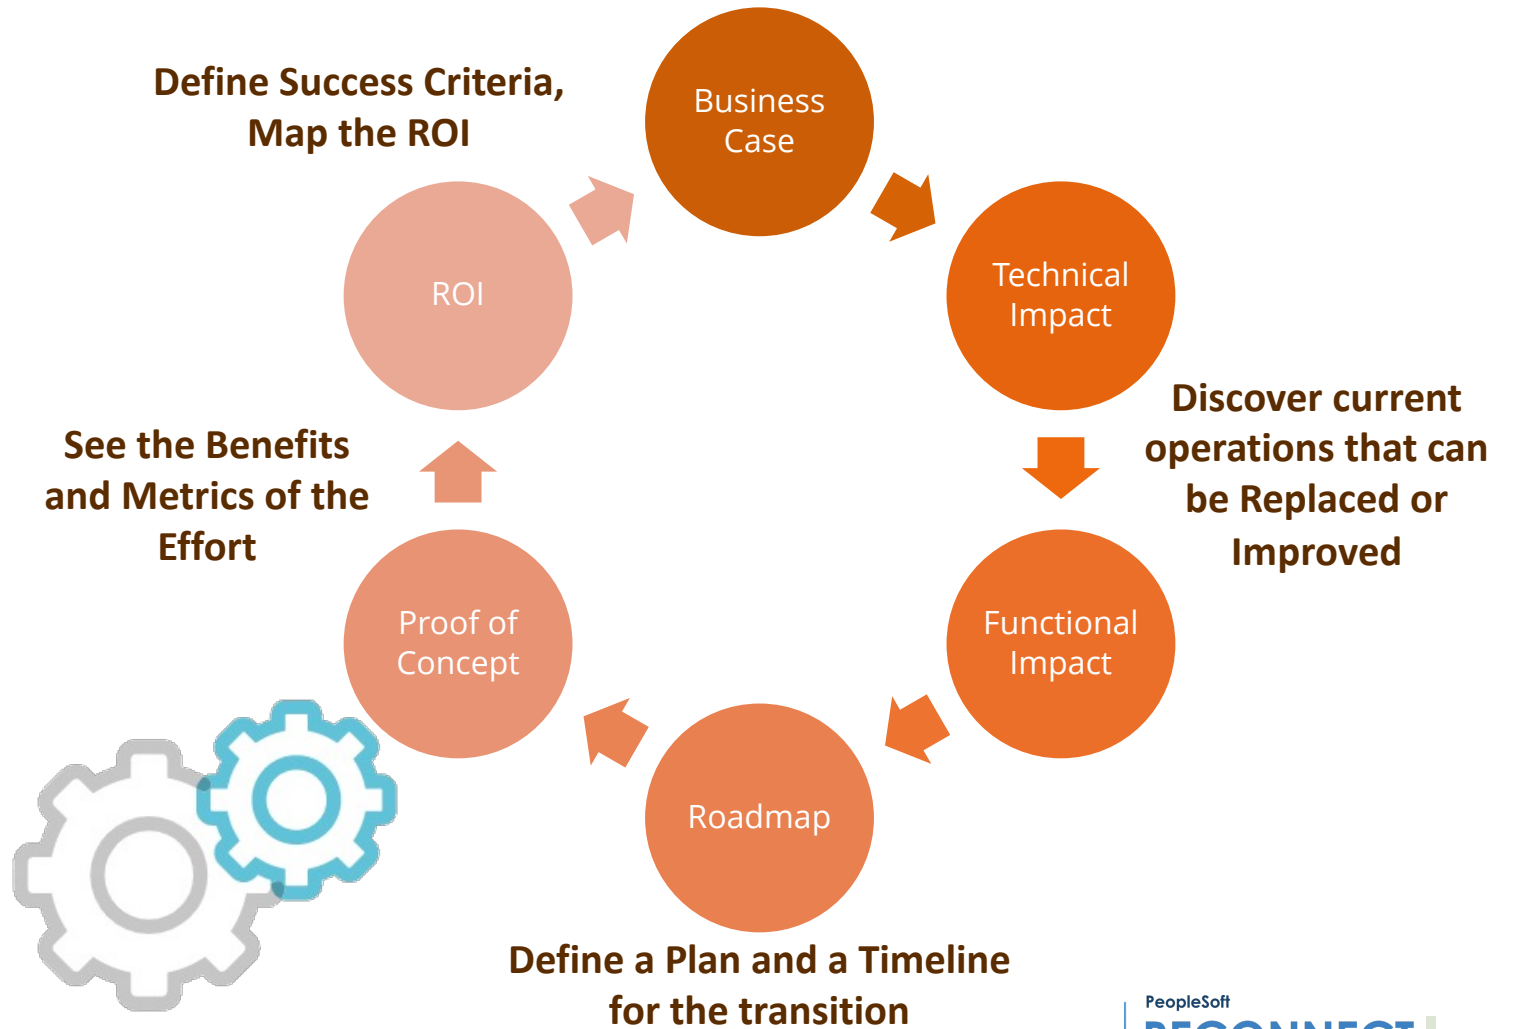 Define Success Criteria,
Map the ROI
Business
Case
Technical
Impact
Discover current
operations that can
be Replaced or
Improved
Functional
Impact
Roadmap
Define a Plan and a Timeline
for the transition
Proof of
Concept
See the Benefits
and Metrics of the
Effort
ROI
PeopleSoft
RECONNECT